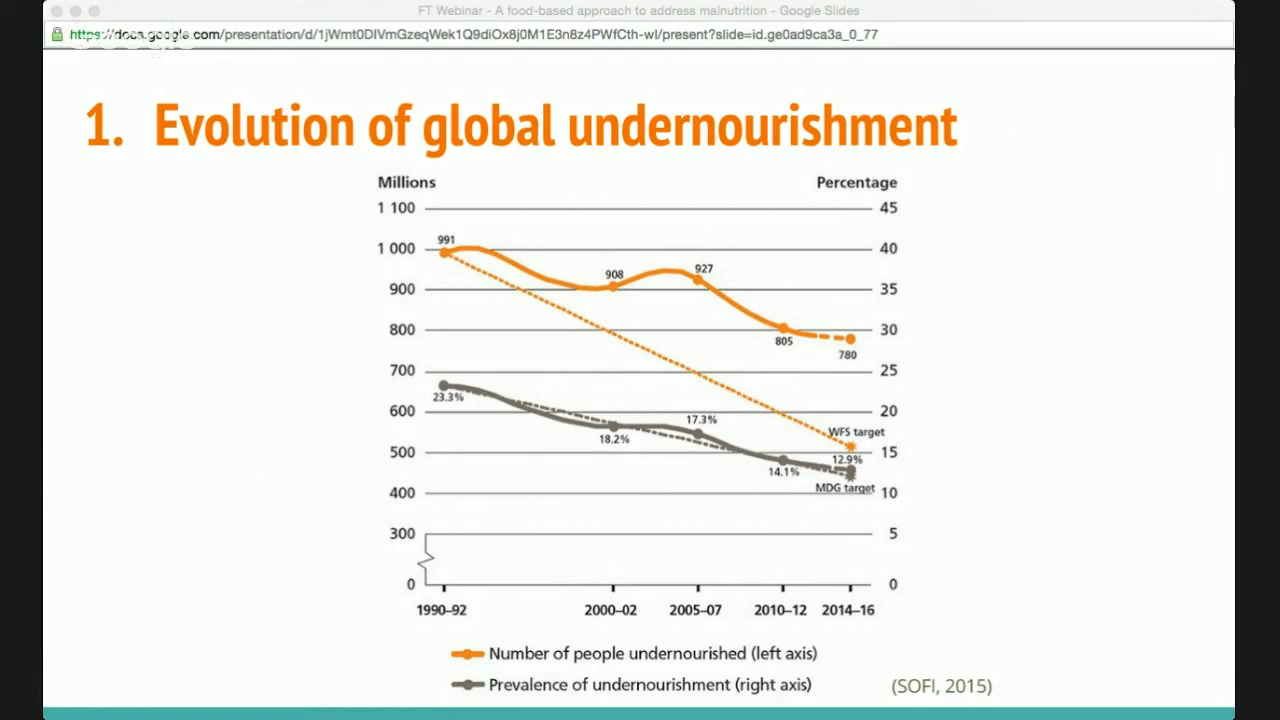 FT Webinar - A food-based approach to address malnutrition - Google Slides
https://docs.google.com/presentation/d/1jWmt0DIVmGzeqWek1Q9diOx8j0M1E3n8z4PWfCth-wI/present?slide=id.ge0ad9ca3a_0_77
1. Evolution of global undernourishment
Millions Percentage
1 100 45
991
1 000 40
908 927
900 35
800 30
805 780
700 25
23.3%
600 20
17.3%
WFS target
18.2%
500 15
12.9%
14.1%
MDG target
400 10
300 5
0 0
1990–92 2000–02 2005–07 2010–12 2014–16
Number of people undernourished (left axis)
Prevalence of undernourishment (right axis)
(SOFI, 2015)